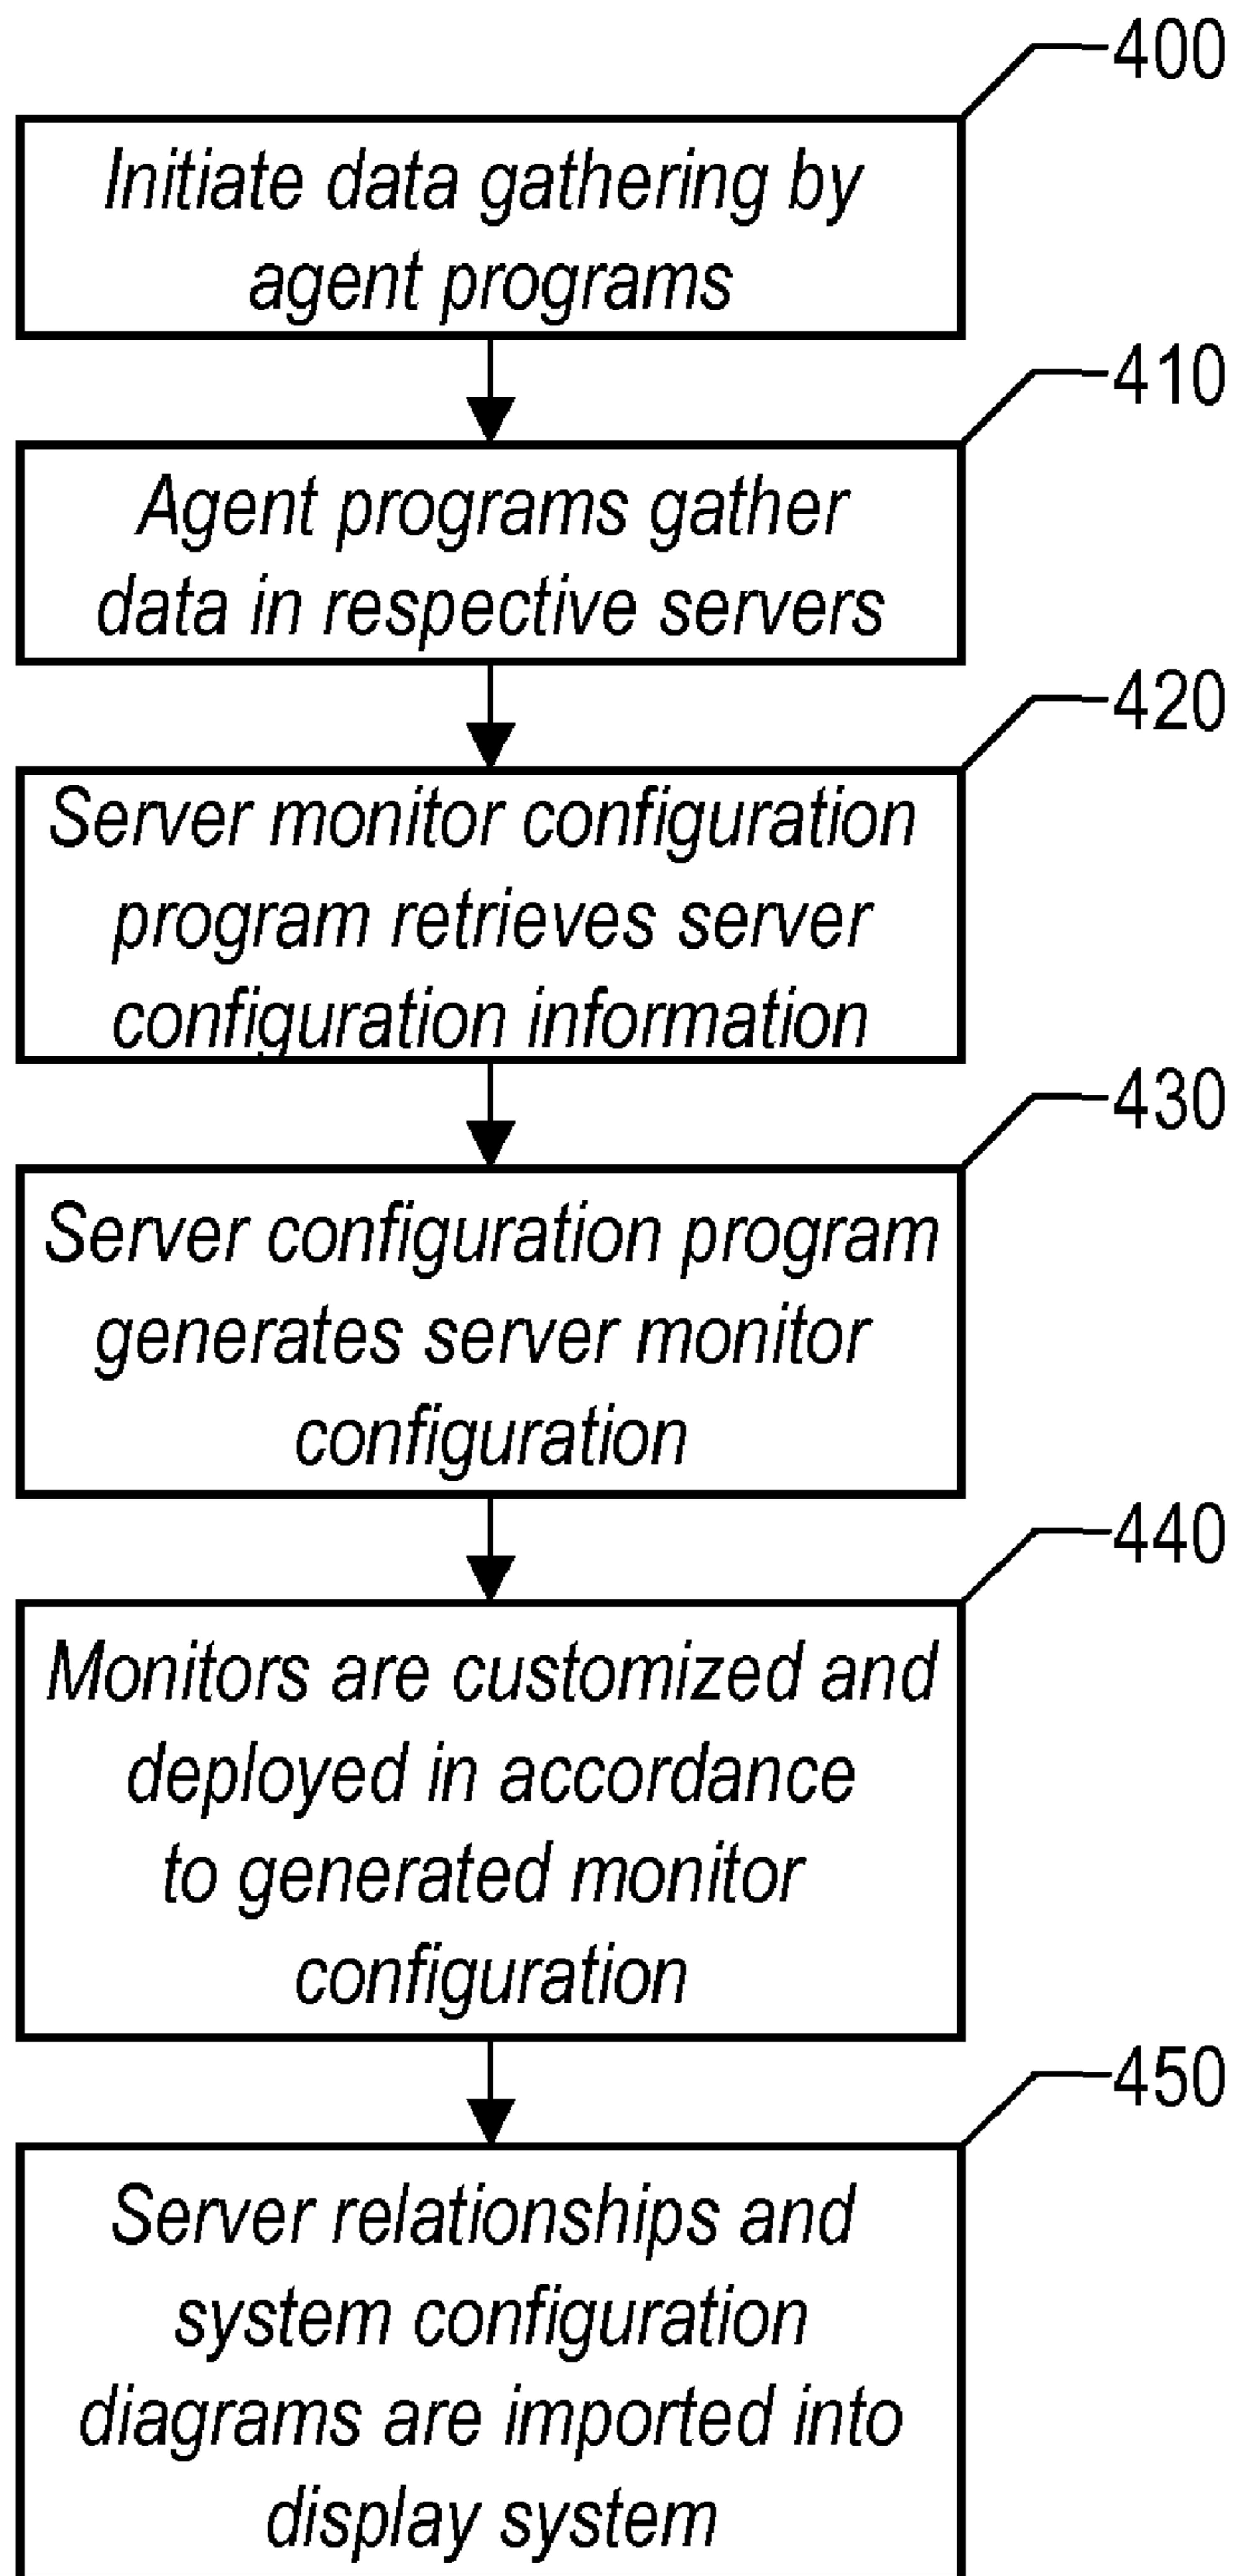 400
Initiate data gathering by
agent programs
410
Agent programs gather
data in respective servers
420
Server monitor configuration
program retrieves server
configuration information
430
Server configuration program
generates server monitor
configuration
440
Monitors are customized and
deployed in accordance
to generated monitor
configuration
450
Server relationships and
system configuration
diagrams are imported into
display system